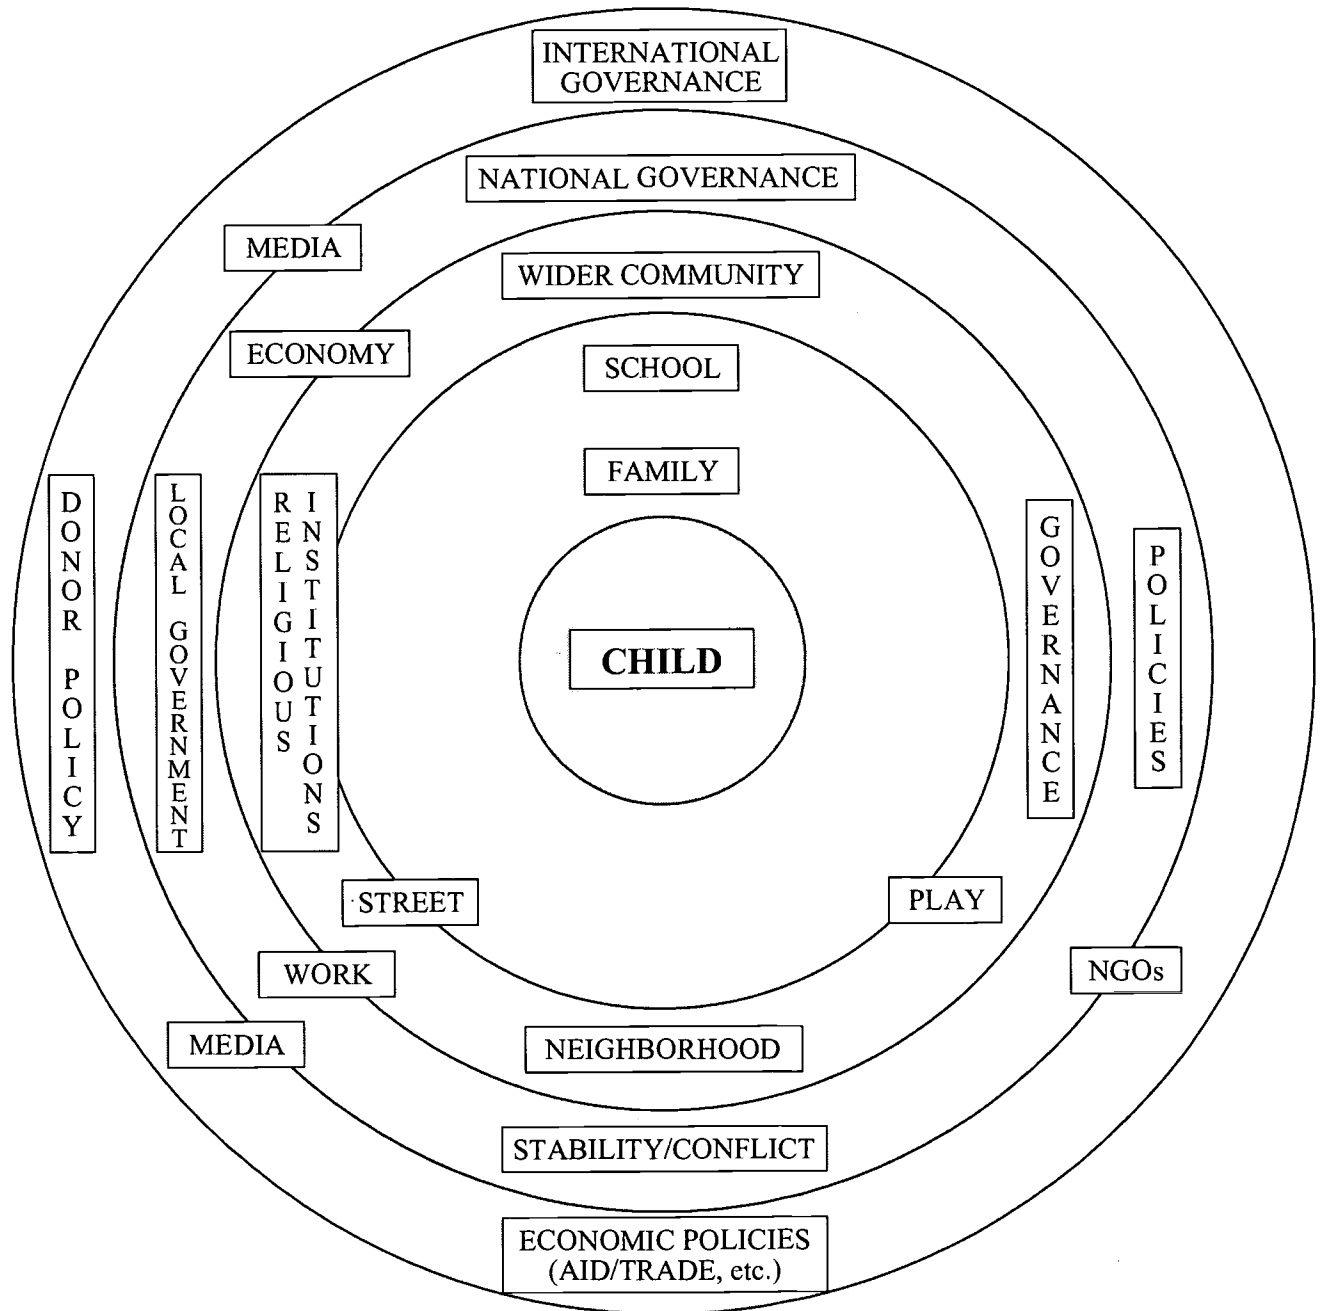 INTERNATIONAL
GOVERNANCE
NATIONAL GOVERNANCE
MEDIA
WIDER COMMUNITY
ECONOMY
SCHOOL
FAMILY
DONOR POLICY
LOCAL GOVERNMENT
RELIGIOUS
INSTITUTIONS
CHILD
GOVERNANCE
POLICIES
STREET
PLAY
WORK
NGOs
MEDIA
NEIGHBORHOOD
STABILITY/CONFLICT
ECONOMIC POLICIES
(AID/TRADE, etc.)